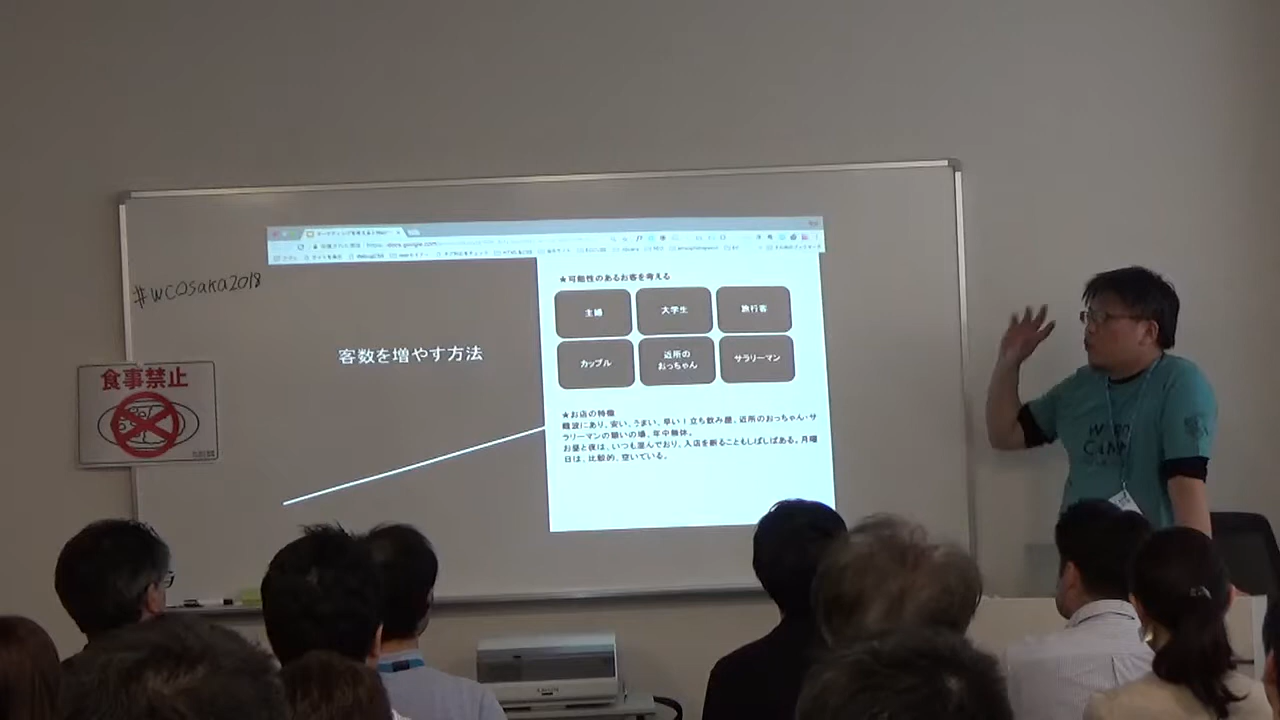 #WCOsaka2018
食事禁止
https://docs.google.com
客数を増やす方法
★可能性のあるお客を考える
主婦
大学生
旅行客
カップル
近所の
おっちゃん
サラリーマン
★お店の特徴
難波にあり、安い、うまい、早い!立ち飲み屋、近所のおっちゃん・サ
ラリーマンの憩いの場、年中無休。
お昼と夜は、いつも混んでおり、入店を断ることもしばしばある。月曜
日は、比較的、空いている。
WORD
CAMP